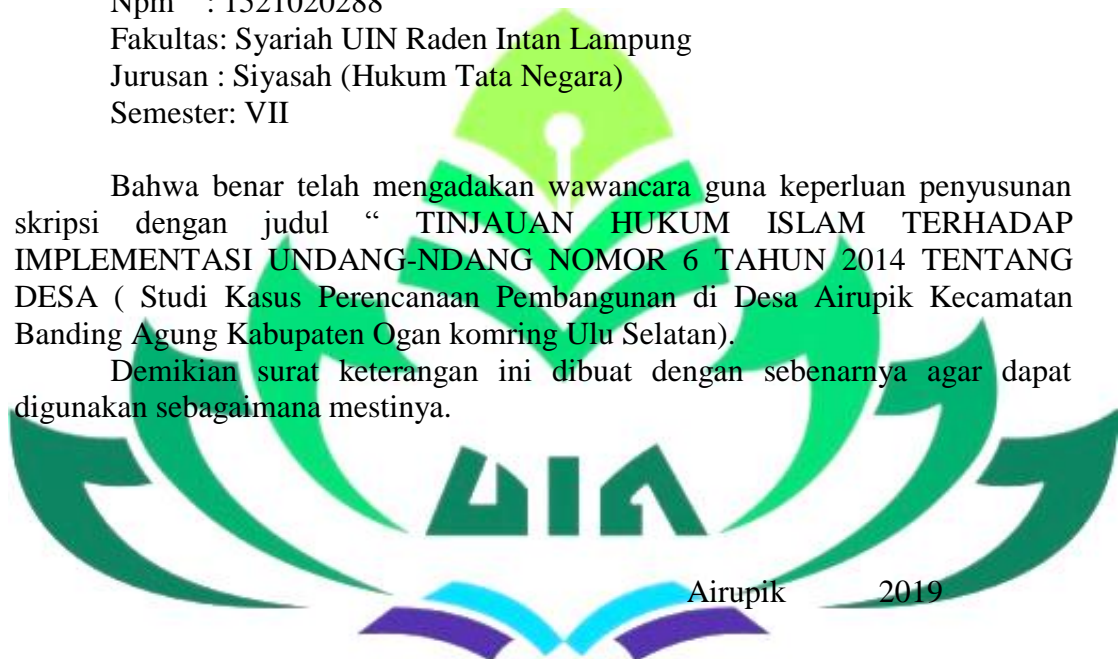 Npm : 1521020288
Fakultas: Syariah UIN Raden Intan Lampung
Jurusan : Siyasah (Hukum Tata Negara)
Semester: VII
Bahwa benar telah mengadakan wawancara guna keperluan penyusunan
skripsi dengan judul “ TINJAUAN HUKUM ISLAM TERHADAP
IMPLEMENTASI UNDANG-NDANG NOMOR 6 TAHUN 2014 TENTANG
DESA ( Studi Kasus Perencanaan Pembangunan di Desa Airupik Kecamatan
Banding Agung Kabupaten Ogan komring Ulu Selatan).
Demikian surat keterangan ini dibuat dengan sebenarnya agar dapat
digunakan sebagaimana mestinya.
UIN
Airupik 2019